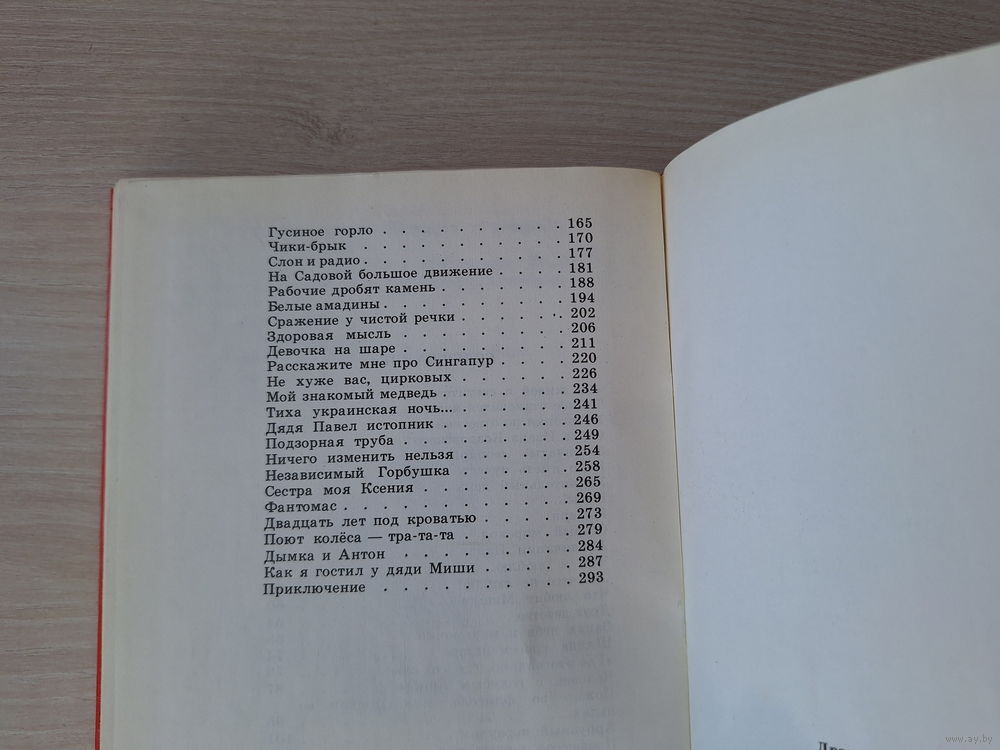 Гусиное горло . . . . . . . . . . . 165
Чики-брык . . . . . . . . . . . 170
Слон и радио . . . . . . . . . . . 177
На Садовой большое движение . . . . 181
Рабочие дробят камень . . . . . . . 188
Белые амадины . . . . . . . . . . 194
Сражение у чистой речки . . . . . . 202
Здоровая мысль . . . . . . . . . 206
Девочка на шаре . . . . . . . . . 211
Расскажите мне про Сингапур . . . . 220
Не хуже вас, цирковых . . . . . . 226
Мой знакомый медведь . . . . . . . 234
Тиха украинская ночь... . . . . . . 241
Дядя Павел истопник . . . . . . . 246
Подзорная труба . . . . . . . . . 249
Ничего изменить нельзя . . . . . . 254
Независимый Горбушка . . . . . . 258
Сестра моя Ксения . . . . . . . . 265
Фантомас . . . . . . . . . . . 269
Двадцать лет под кроватью . . . . . 273
Поют колёса — тра-та-та . . . . . . 279
Дымка и Антон . . . . . . . . . 284
Как я гостил у дяди Миши . . . . . 287
Приключение . . . . . . . . . . 293
www.ay.by